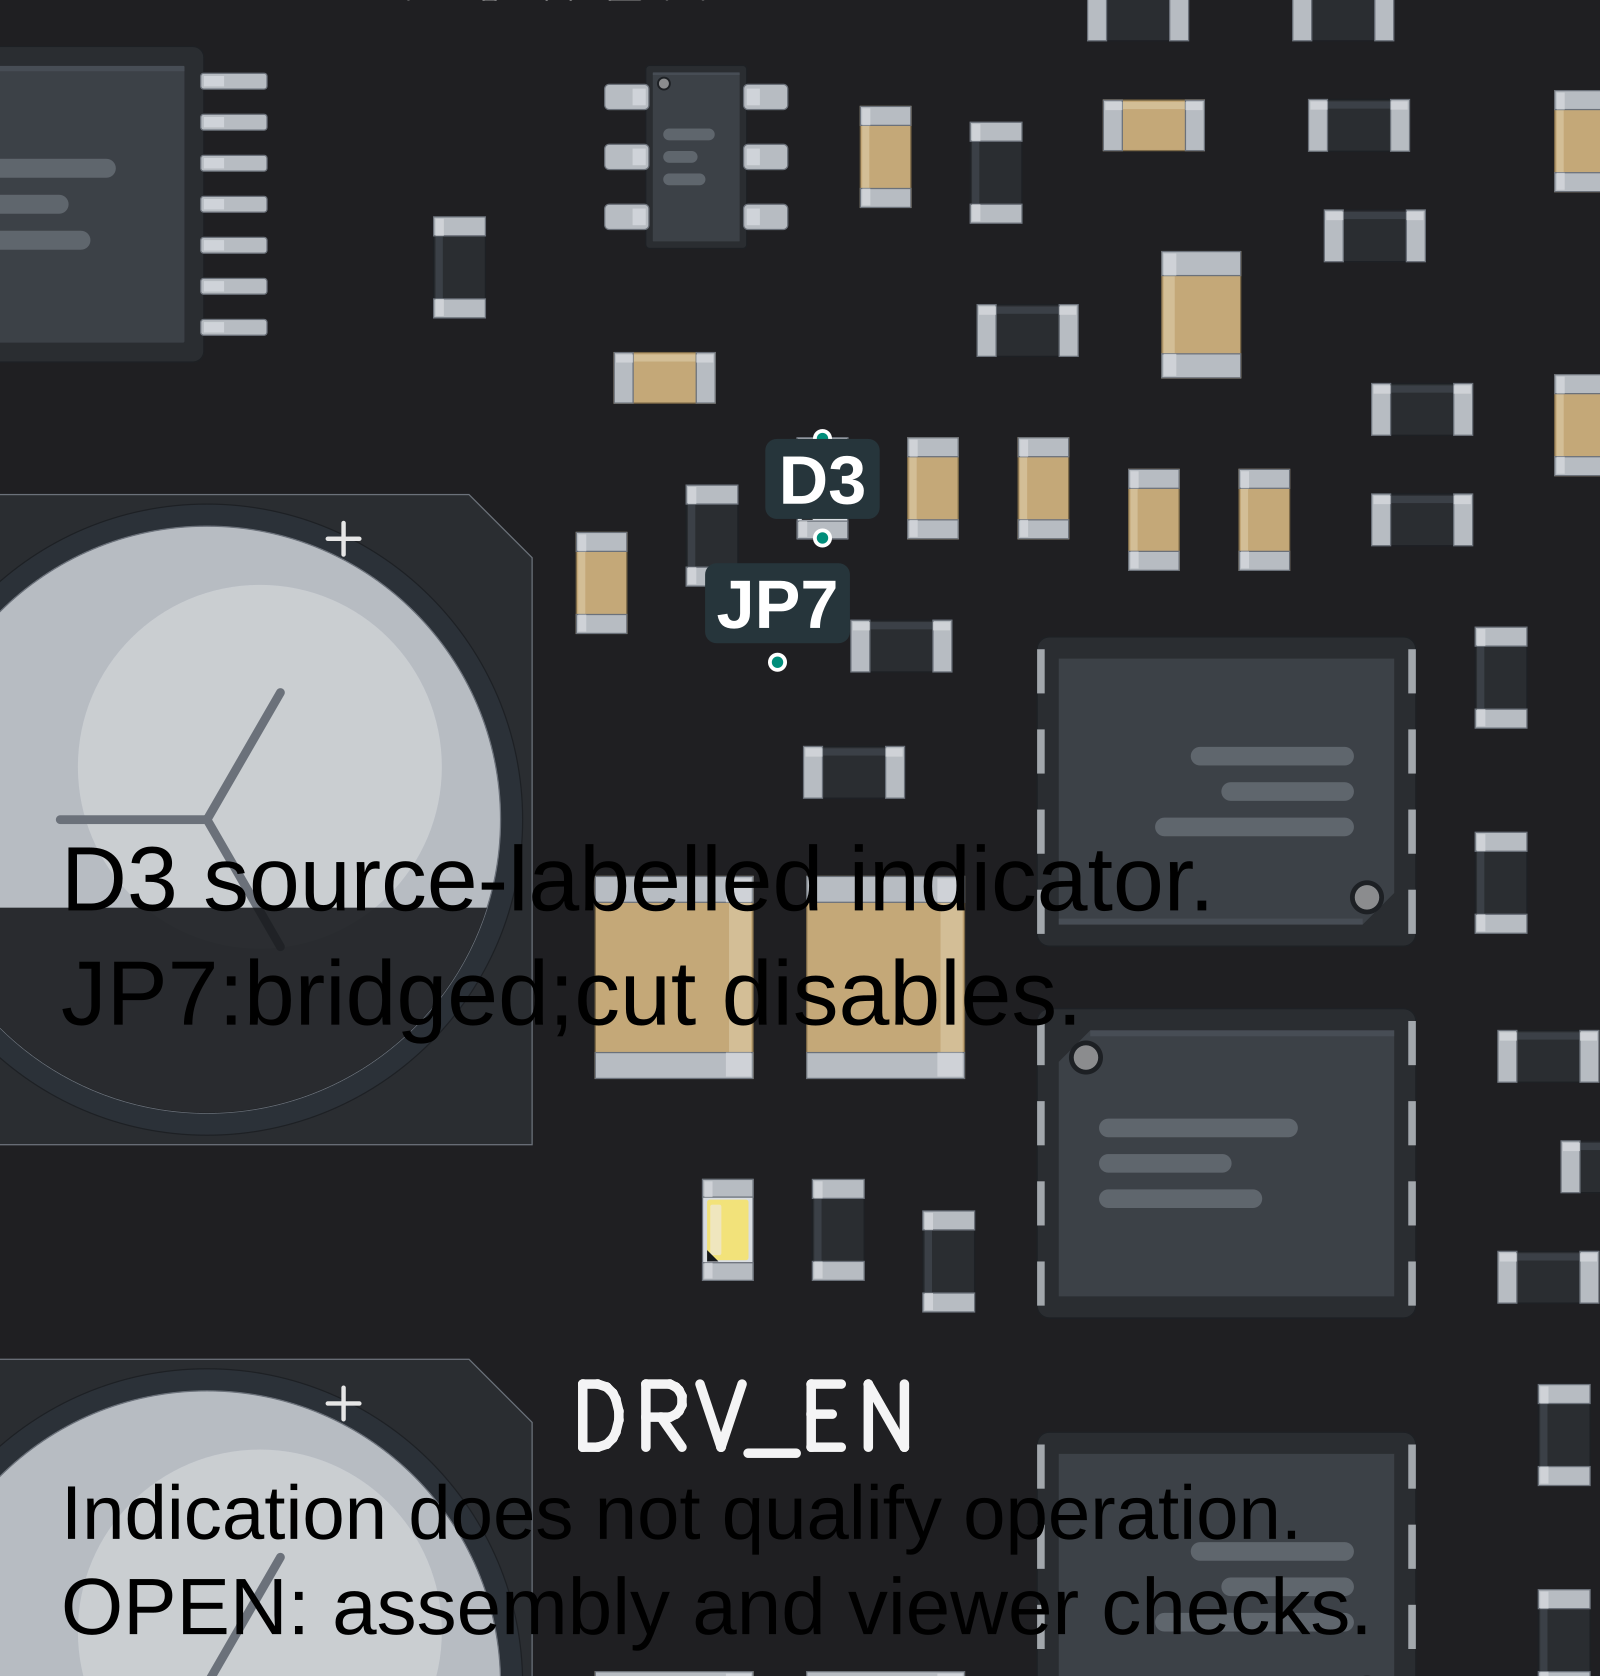 D3
JP7
D3 source-labelled indicator.
JP7:bridged;cut disables.
DRV_EN
Indication does not qualify operation.
OPEN: assembly and viewer checks.